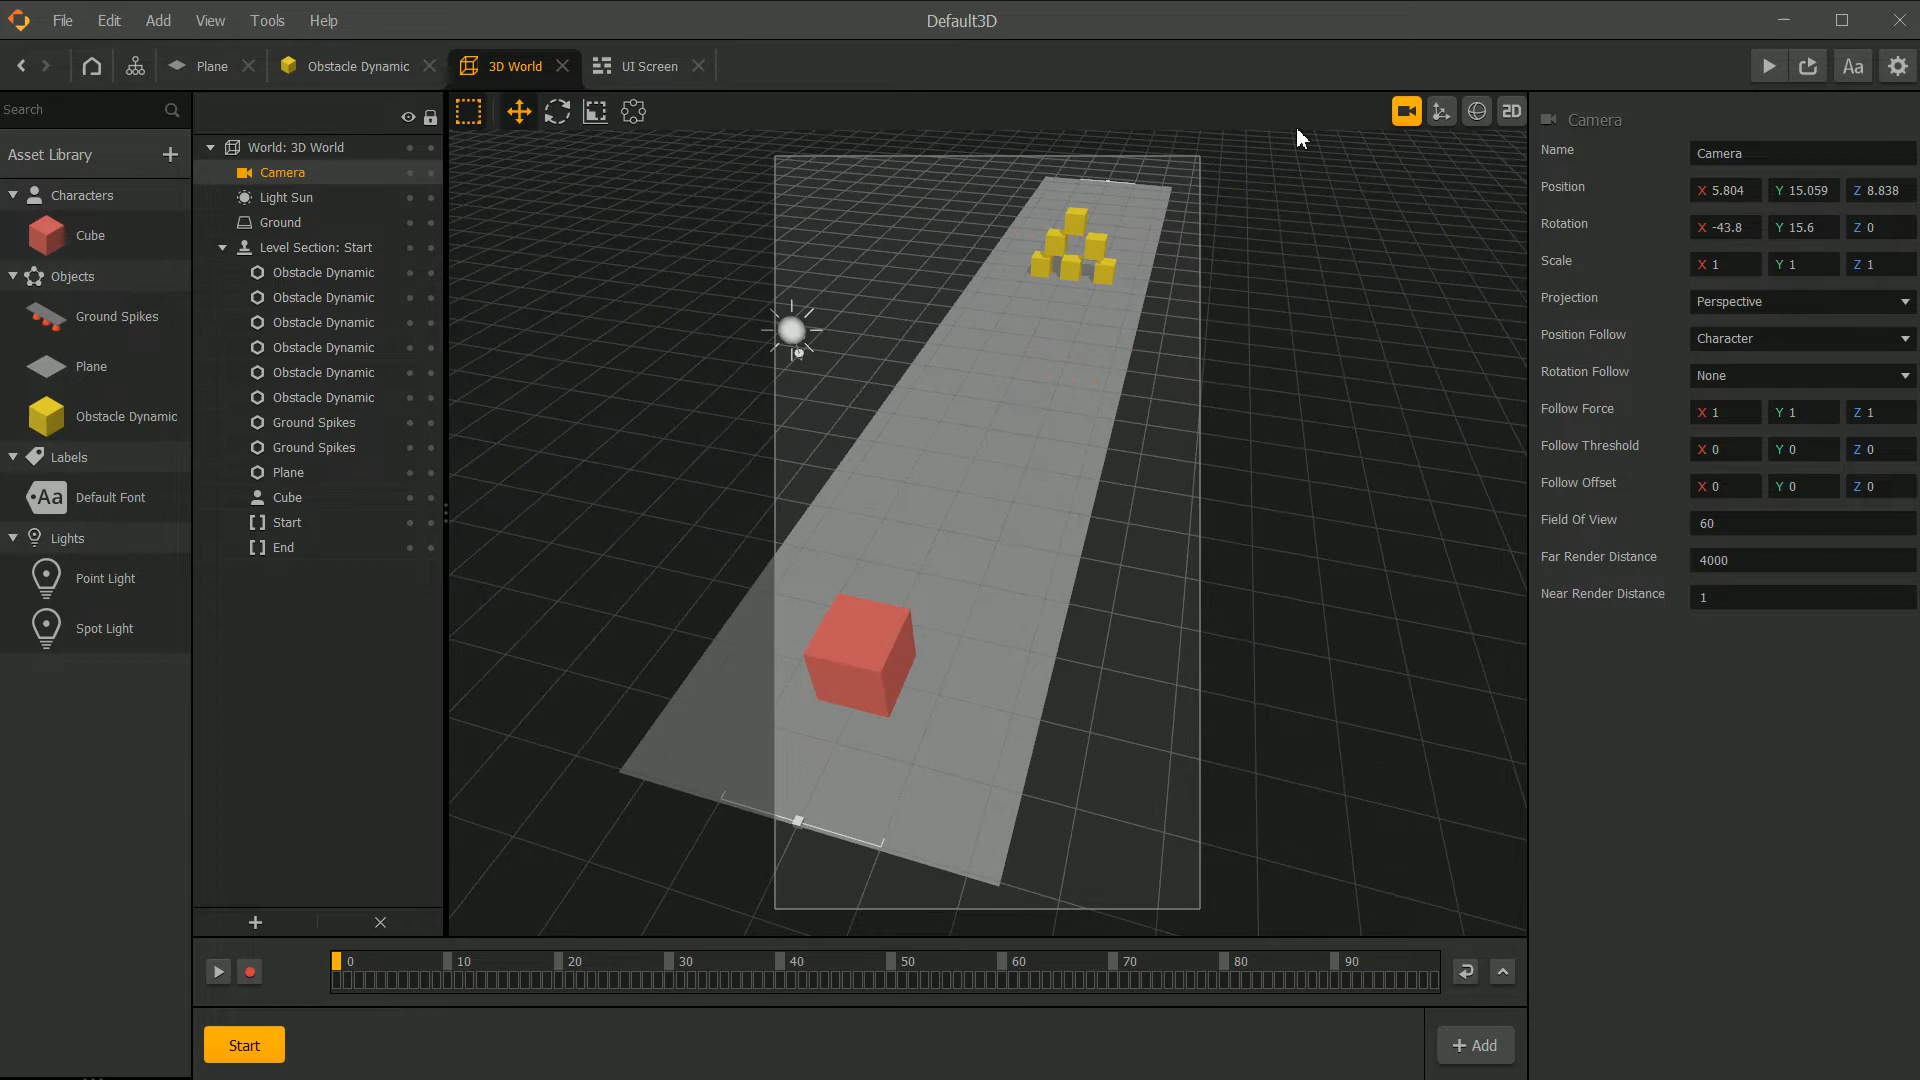 File Edit View Add Tools Help
Default3D
Plane Obstacle Dynamic 3D World UI Screen Aa
Search
2D
Asset Library
Characters
Cube
Objects
Ground Spikes
Plane
Obstacle Dynamic
Labels
Aa Default Font
Lights
Point Light
Spot Light
World: 3D World
Camera
Light Sun
Ground
Level Section: Start
Obstacle Dynamic
Obstacle Dynamic
Obstacle Dynamic
Obstacle Dynamic
Obstacle Dynamic
Obstacle Dynamic
Ground Spikes
Ground Spikes
Plane
Cube
Start
End
Camera
Name Camera
Position X 5.804 Y 15.059 Z 8.838
Rotation X -43.8 Y 15.6 Z 0
Scale X 1 Y 1 Z 1
Projection Perspective
Position Follow Character
Rotation Follow None
Follow Force X 1 Y 1 Z 1
Follow Threshold X 0 Y 0 Z 0
Follow Offset X 0 Y 0 Z 0
Field Of View 60
Far Render Distance 4000
Near Render Distance 1
0 10 20 30 40 50 60 70 80 90
Start
+ Add